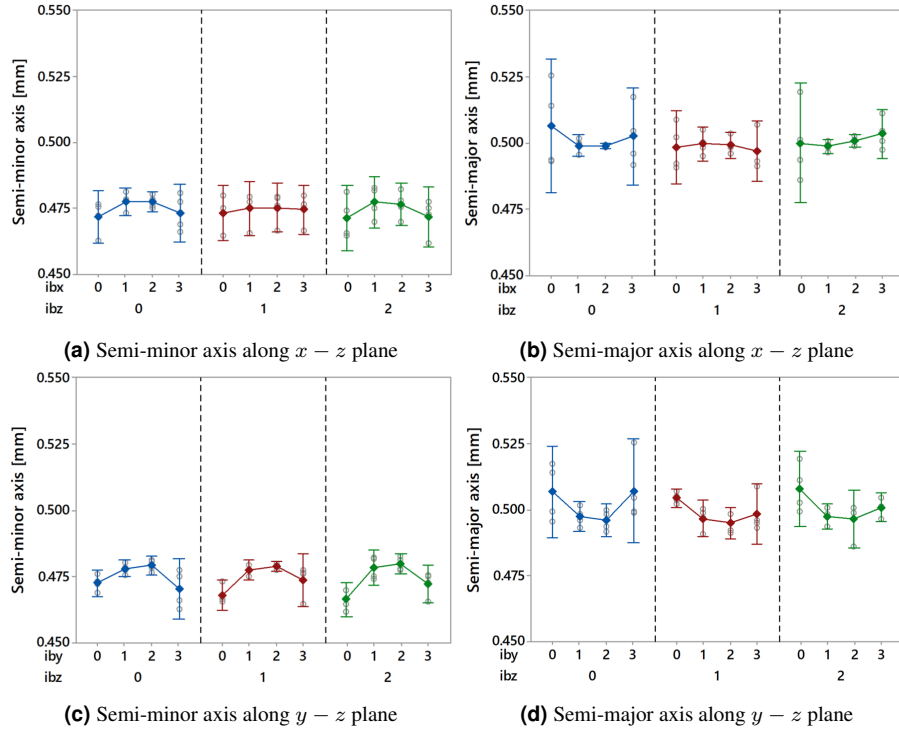 0.550
0.525
0.500
0.475
0.450
Semi-minor axis [mm]
ibx 0 1 2 3 0 1 2 3 0 1 2 3
ibz 0 1 2
(a) Semi-minor axis along x − z plane
0.550
0.525
0.500
0.475
0.450
Semi-major axis [mm]
ibx 0 1 2 3 0 1 2 3 0 1 2 3
ibz 0 1 2
(b) Semi-major axis along x − z plane
0.550
0.525
0.500
0.475
0.450
Semi-minor axis [mm]
iby 0 1 2 3 0 1 2 3 0 1 2 3
ibz 0 1 2
(c) Semi-minor axis along y − z plane
0.550
0.525
0.500
0.475
0.450
Semi-major axis [mm]
iby 0 1 2 3 0 1 2 3 0 1 2 3
ibz 0 1 2
(d) Semi-major axis along y − z plane